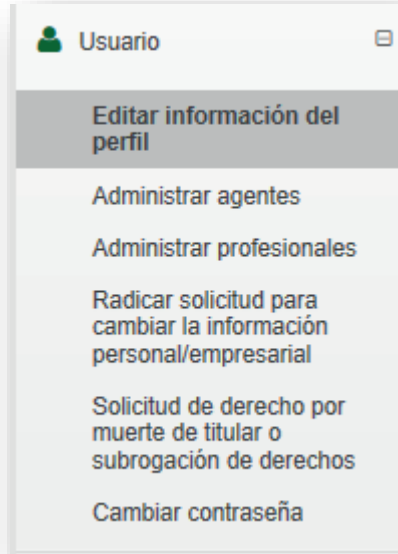 Usuario
Editar información del
perfil
Administrar agentes
Administrar profesionales
Radicar solicitud para
cambiar la información
personal/empresarial
Solicitud de derecho por
muerte de titular o
subrogación de derechos
Cambiar contraseña